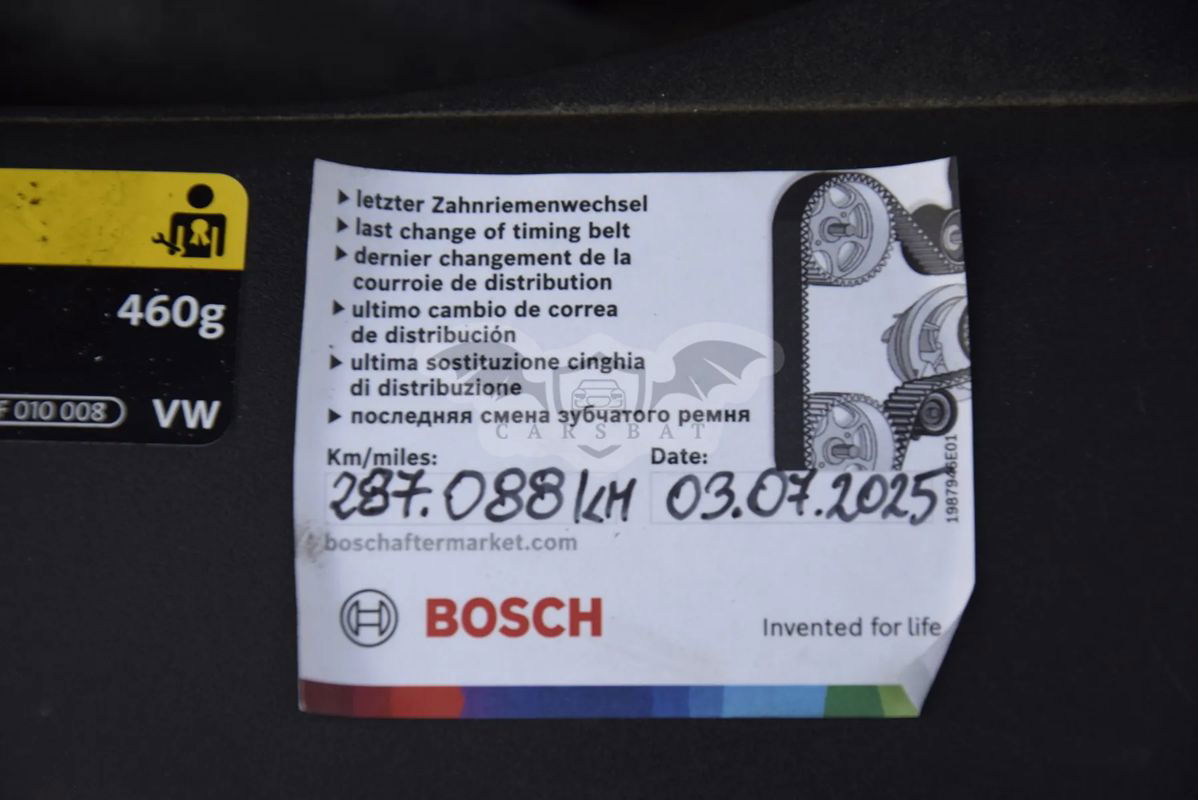 460g
F 010 008
VW
letzter Zahnriemenwechsel
last change of timing belt
dernier changement de la
courroie de distribution
ultimo cambio de correa
de distribución
ultima sostituzione cinghia
di distribuzione
последняя смена зубчатого ремня
CARSBAT
Km/miles:
Date:
287.088 KM
03.07.2025
1987946E01
boschaftermarket.com
BOSCH
Invented for life